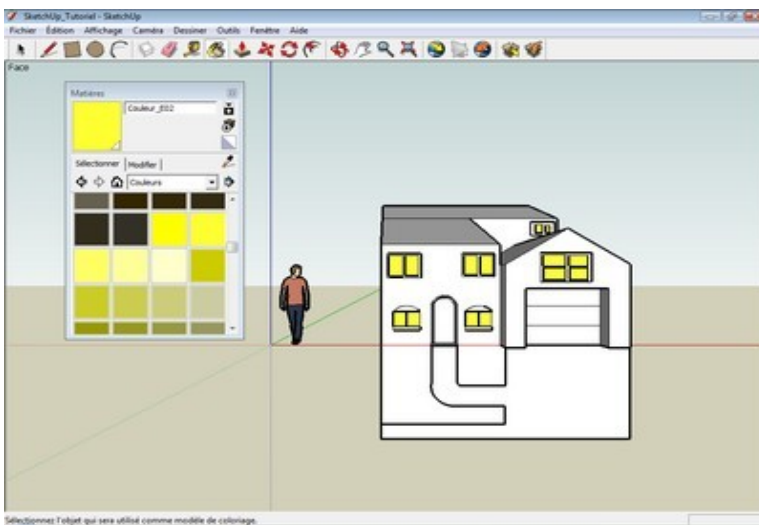 SketchUp_Tutoriel - SketchUp
Fichier Édition Affichage Caméra Dessiner Outils Fenêtre Aide
Face
Matières
Couleur_E02
Sélectionner Modifier
Couleurs
Sélectionnez l'objet qui sera utilisé comme modèle de coloriage.